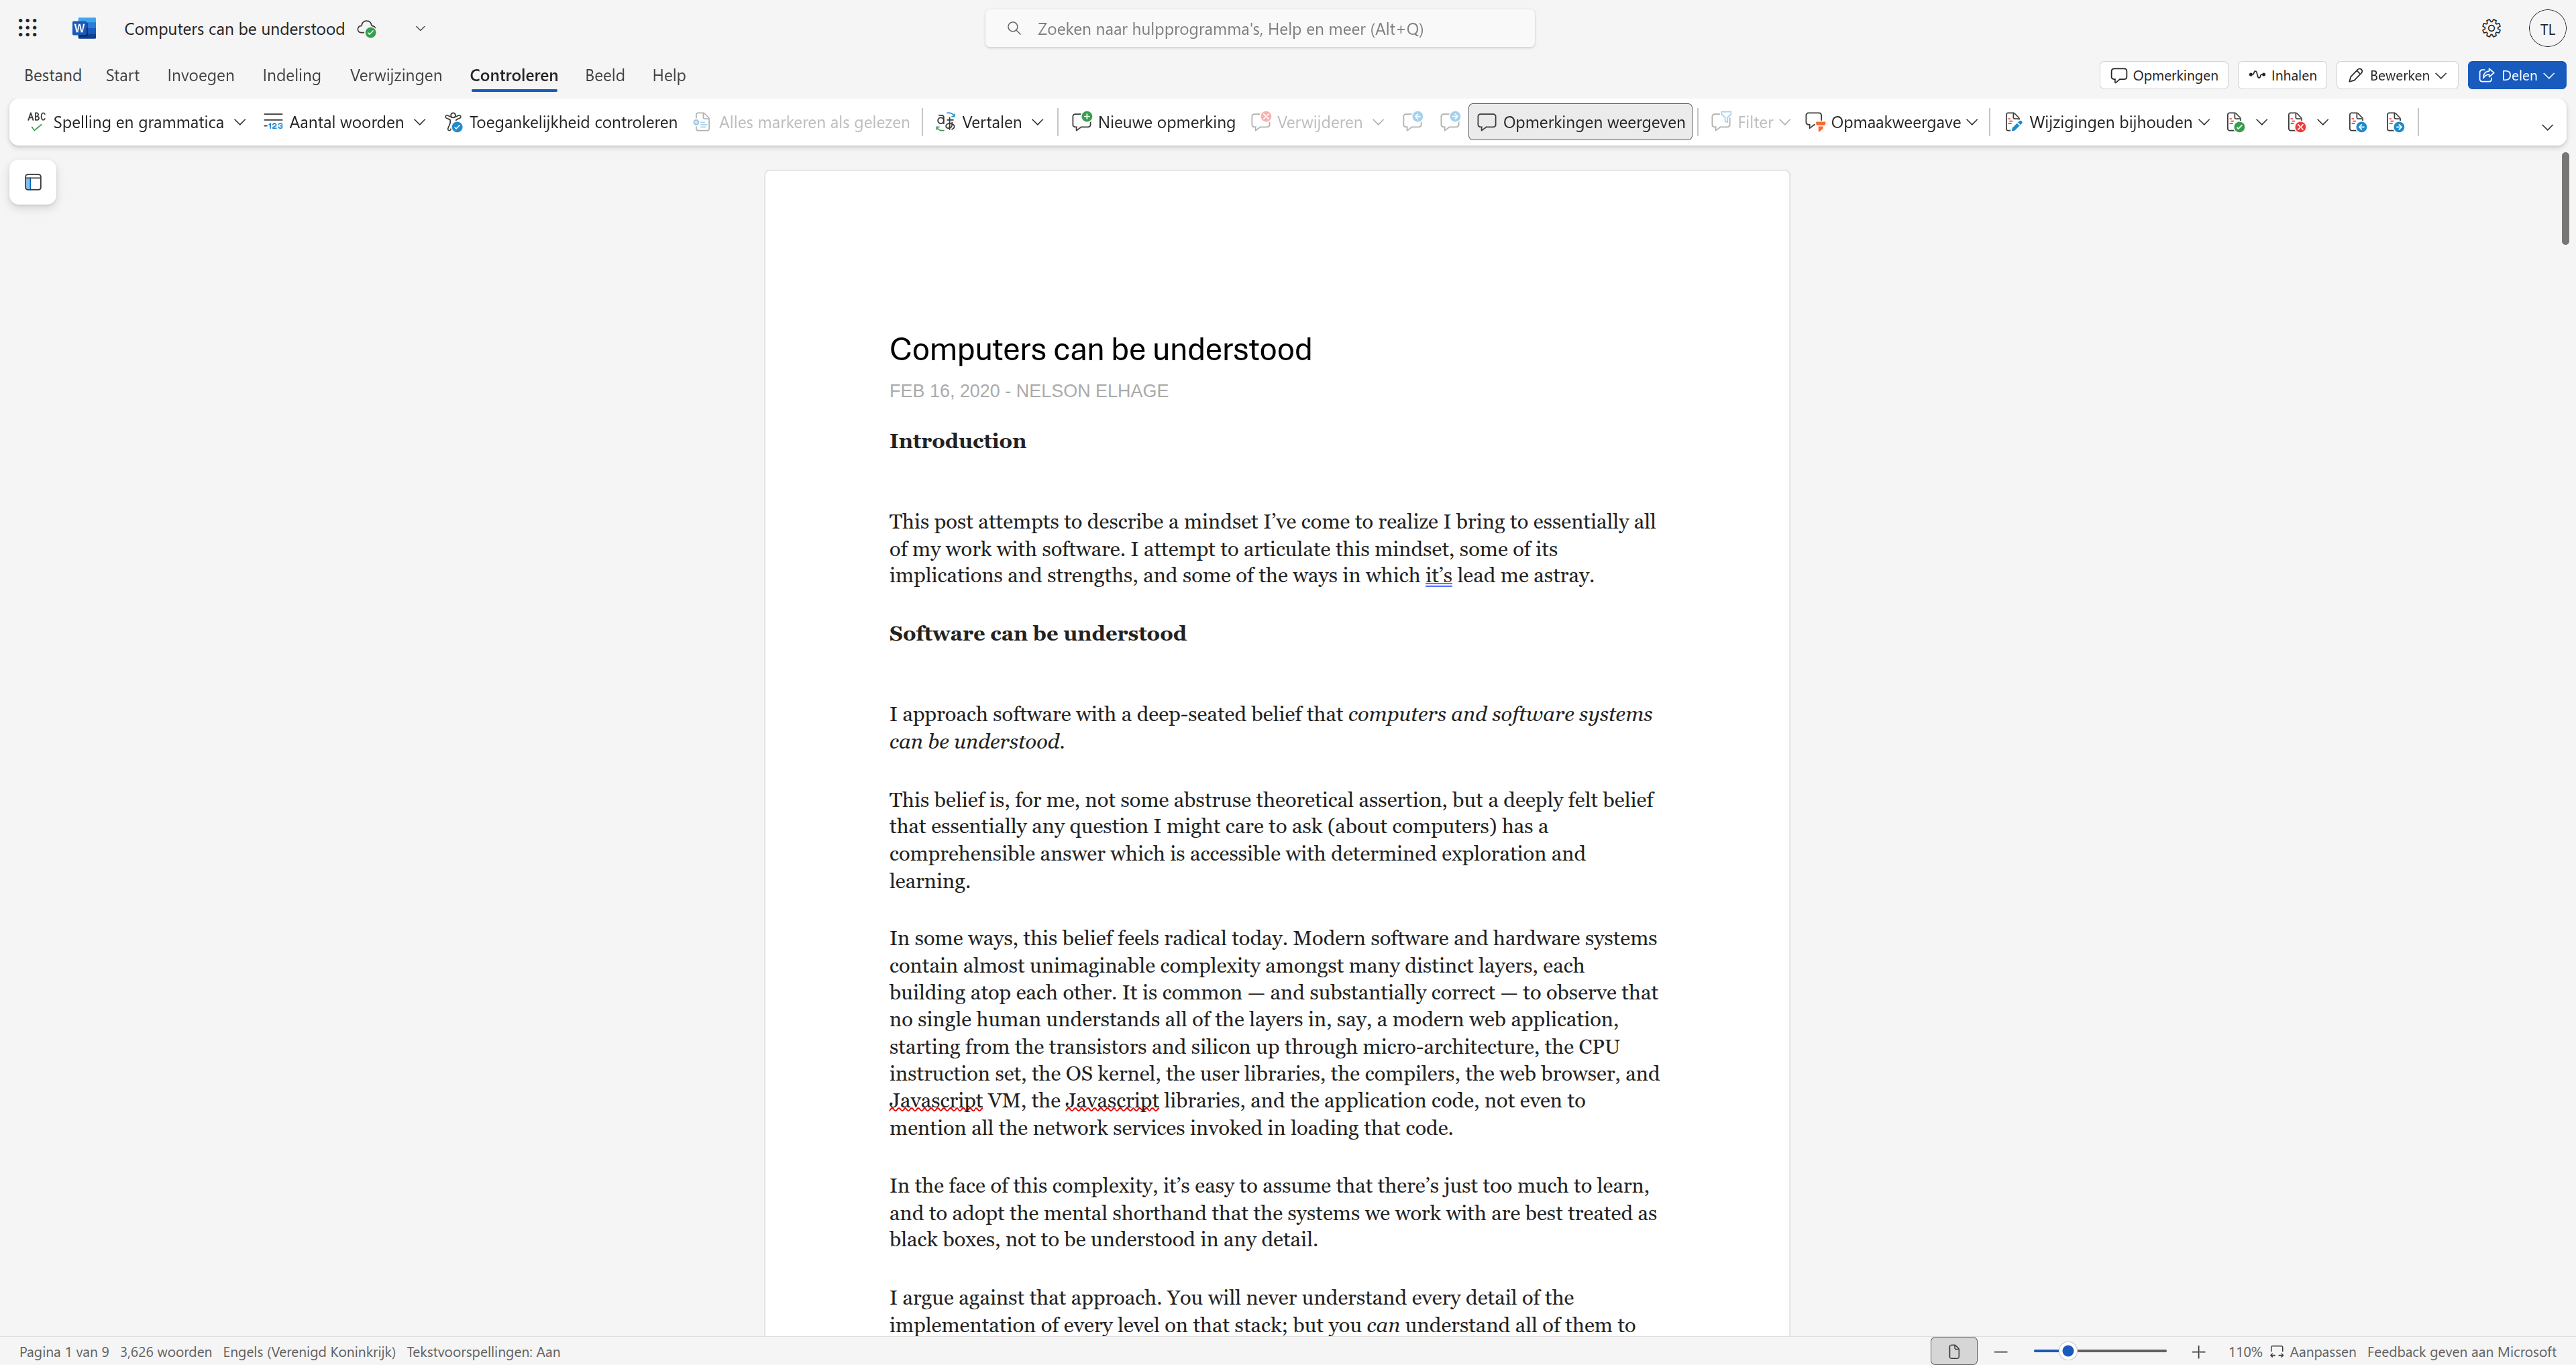 Computers can be understood
Zoeken naar hulpprogramma's, Help en meer (Alt+Q)
TL
Bestand Start Invoegen Indeling Verwijzingen Controleren Beeld Help
Opmerkingen Inhalen Bewerken Delen
Spelling en grammatica Aantal woorden Toegankelijkheid controleren Alles markeren als gelezen Vertalen Nieuwe opmerking Verwijderen Opmerkingen weergeven Filter Opmaakweergave Wijzigingen bijhouden
Computers can be understood
FEB 16, 2020 - NELSON ELHAGE
Introduction
This post attempts to describe a mindset I’ve come to realize I bring to essentially all
of my work with software. I attempt to articulate this mindset, some of its
implications and strengths, and some of the ways in which it’s lead me astray.
Software can be understood
I approach software with a deep-seated belief that computers and software systems
can be understood.
This belief is, for me, not some abstruse theoretical assertion, but a deeply felt belief
that essentially any question I might care to ask (about computers) has a
comprehensible answer which is accessible with determined exploration and
learning.
In some ways, this belief feels radical today. Modern software and hardware systems
contain almost unimaginable complexity amongst many distinct layers, each
building atop each other. It is common — and substantially correct — to observe that
no single human understands all of the layers in, say, a modern web application,
starting from the transistors and silicon up through micro-architecture, the CPU
instruction set, the OS kernel, the user libraries, the compilers, the web browser, and
Javascript VM, the Javascript libraries, and the application code, not even to
mention all the network services invoked in loading that code.
In the face of this complexity, it’s easy to assume that there’s just too much to learn,
and to adopt the mental shorthand that the systems we work with are best treated as
black boxes, not to be understood in any detail.
I argue against that approach. You will never understand every detail of the
implementation of every level on that stack; but you can understand all of them to
Pagina 1 van 9 3,626 woorden Engels (Verenigd Koninkrijk) Tekstvoorspellingen: Aan 110% Aanpassen Feedback geven aan Microsoft